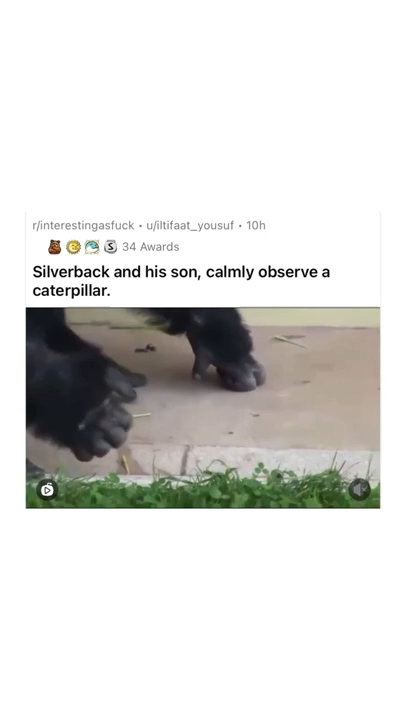 r/interestingasfuck • u/iltifaat_yousuf • 10h
34 Awards
Silverback and his son, calmly observe a
caterpillar.